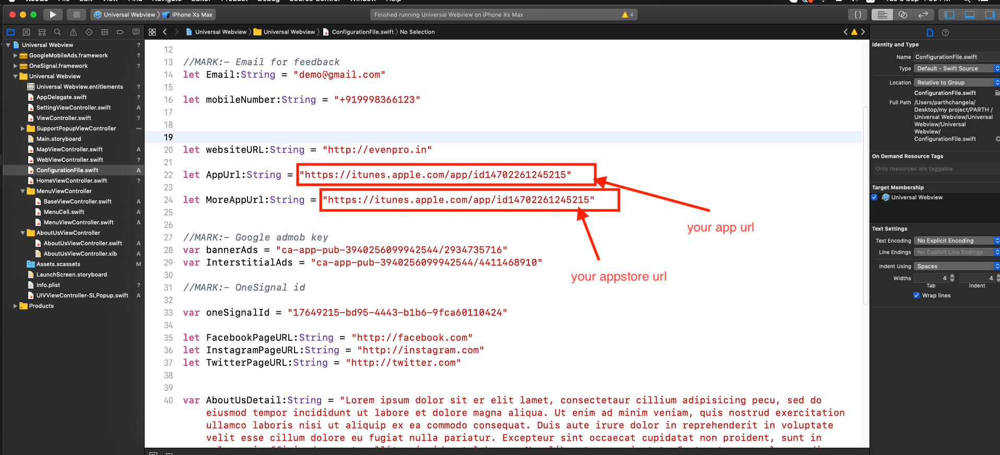 Universal Webview
iPhone Xs Max
Finished running Universal Webview on iPhone Xs Max
4
{}
Universal Webview
Universal Webview
ConfigurationFile.swift
No Selection
Universal Webview ?
GoogleMobileAds.framework ?
OneSignal.framework ?
Universal Webview
Universal Webview.entitlements ?
AppDelegate.swift ?
SettingViewController.swift A
ViewController.swift ?
SupportPopupViewController
Main.storyboard
MapViewController.swift A
WebViewController.swift ?
ConfigurationFile.swift A
HomeViewController.swift ?
MenuViewController
BaseViewController.swift A
MenuCell.swift A
MenuViewController.swift A
AboutUsViewController
AboutUsViewController.swift A
AboutUsViewController.xib A
Assets.xcassets M
LaunchScreen.storyboard
Info.plist ?
UIVViewController-SLPopup.swift A
Products
12
13 //MARK:- Email for feedback
14 let Email:String = "demo@gmail.com"
15
16 let mobileNumber:String = "+919998366123"
17
18
19
20 let websiteURL:String = "http://evenpro.in"
21
22 let AppUrl:String = "https://itunes.apple.com/app/id14702261245215"
23
24 let MoreAppUrl:String = "https://itunes.apple.com/app/id14702261245215"
25
26
27 //MARK:- Google admob key
28 var bannerAds = "ca-app-pub-3940256099942544/2934735716"
29 var InterstitialAds = "ca-app-pub-3940256099942544/4411468910"
30
31 //MARK:- OneSignal id
32
33 var oneSignalId = "17649215-bd95-4443-b1b6-9fca60110424"
34
35 let FacebookPageURL:String = "http://facebook.com"
36 let InstagramPageURL:String = "http://instagram.com"
37 let TwitterPageURL:String = "http://twitter.com"
38
39
40 var AboutUsDetail:String = "Lorem ipsum dolor sit er elit lamet, consectetaur cillium adipisicing pecu, sed do
eiusmod tempor incididunt ut labore et dolore magna aliqua. Ut enim ad minim veniam, quis nostrud exercitation
ullamco laboris nisi ut aliquip ex ea commodo consequat. Duis aute irure dolor in reprehenderit in voluptate
velit esse cillum dolore eu fugiat nulla pariatur. Excepteur sint occaecat cupidatat non proident, sunt in
your app url
your appstore url
Identity and Type
Name ConfigurationFile.swift
Type Default - Swift Source
Location Relative to Group
ConfigurationFile.swift
Full Path /Users/parthchangela/
Desktop/my project/PARTH /
Universal Webview/Universal
Webview/Universal
Webview/
ConfigurationFile.swift
On Demand Resource Tags
Only resources are taggable
Target Membership
Universal Webview
Text Settings
Text Encoding No Explicit Encoding
Line Endings No Explicit Line Endings
Indent Using Spaces
Widths 4 4
Tab Indent
Wrap lines